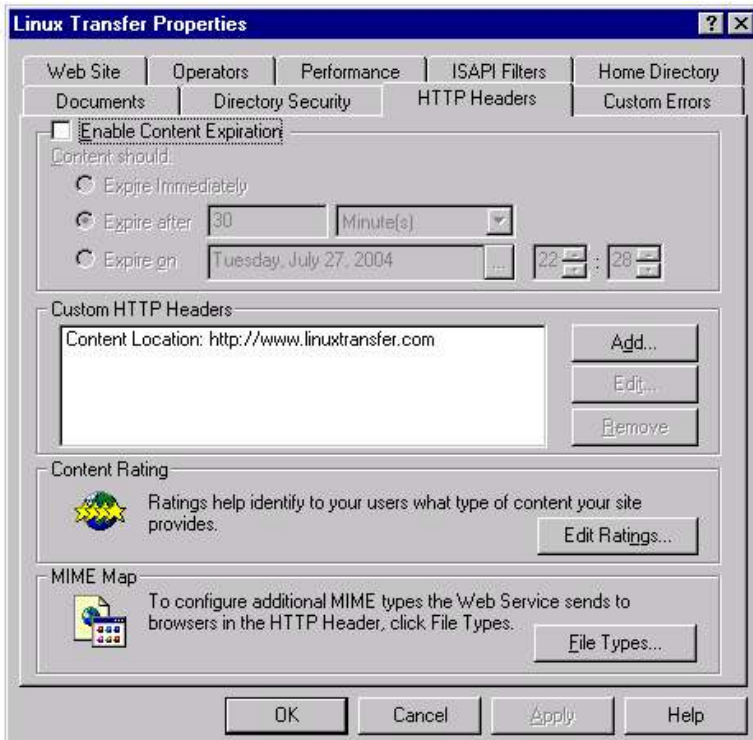 Linux Transfer Properties
? X
Web Site Operators Performance ISAPI Filters Home Directory
Documents Directory Security HTTP Headers Custom Errors
Enable Content Expiration
Content should:
Expire Immediately
Expire after 30 Minute(s)
Expire on Tuesday, July 27, 2004 ... 22 : 28
Custom HTTP Headers
Content Location: http://www.linuxtransfer.com
Add...
Edit...
Remove
Content Rating
Ratings help identify to your users what type of content your site
provides.
Edit Ratings...
MIME Map
To configure additional MIME types the Web Service sends to
browsers in the HTTP Header, click File Types.
File Types...
OK Cancel Apply Help